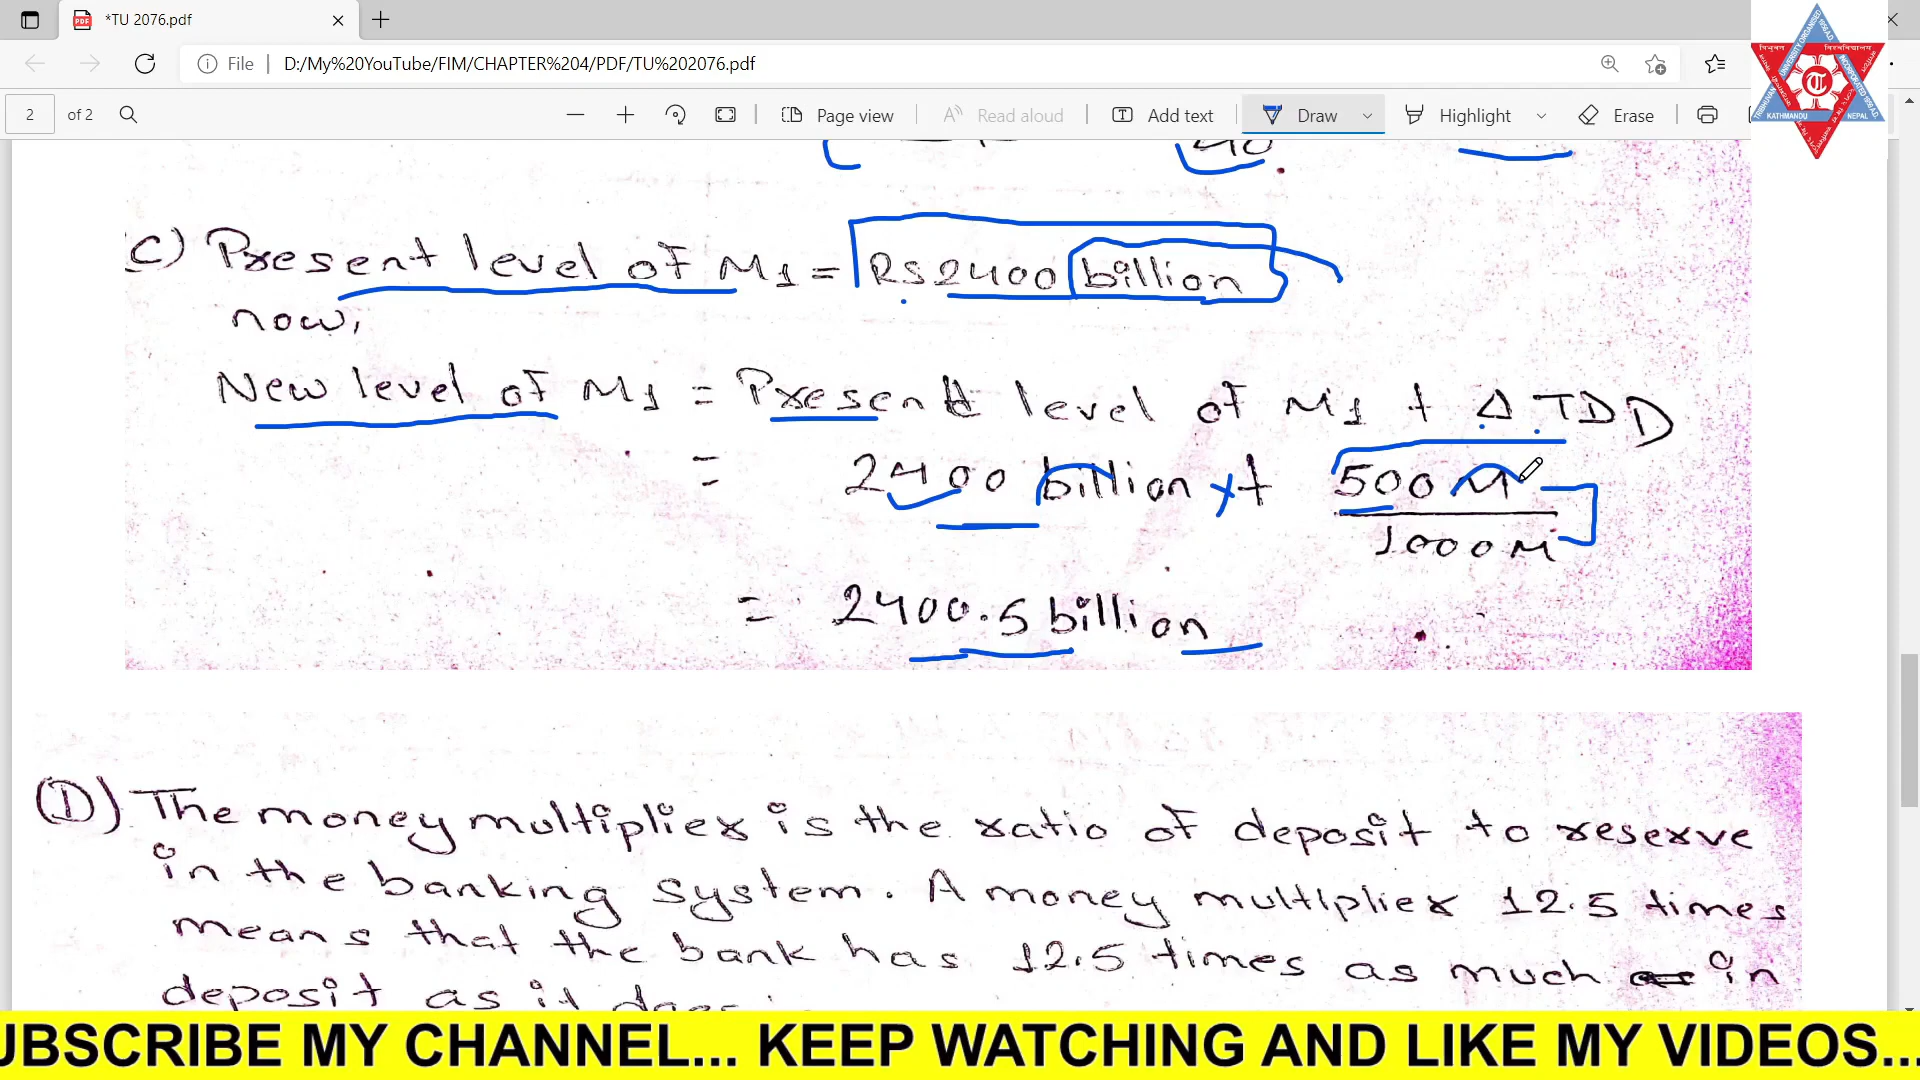 *TU 2076.pdf
File
D:/My%20YouTube/FIM/CHAPTER%204/PDF/TU%202076.pdf
2 of 2
Page view
Read aloud
Add text
Draw
Highlight
Erase
KATHMANDU NEPAL
C) Present level of M1 = RS 2400 billion
now,
New level of M1 = Present level of M1 + Δ TDD
= 2400 billion + 500 M
1000 M
= 2400.5 billion
(D) The money multiplier is the ratio of deposit to reserve
in the banking system. A money multiplier 12.5 times
means that the bank has 12.5 times as much in
deposit as it
UBSCRIBE MY CHANNEL... KEEP WATCHING AND LIKE MY VIDEOS...